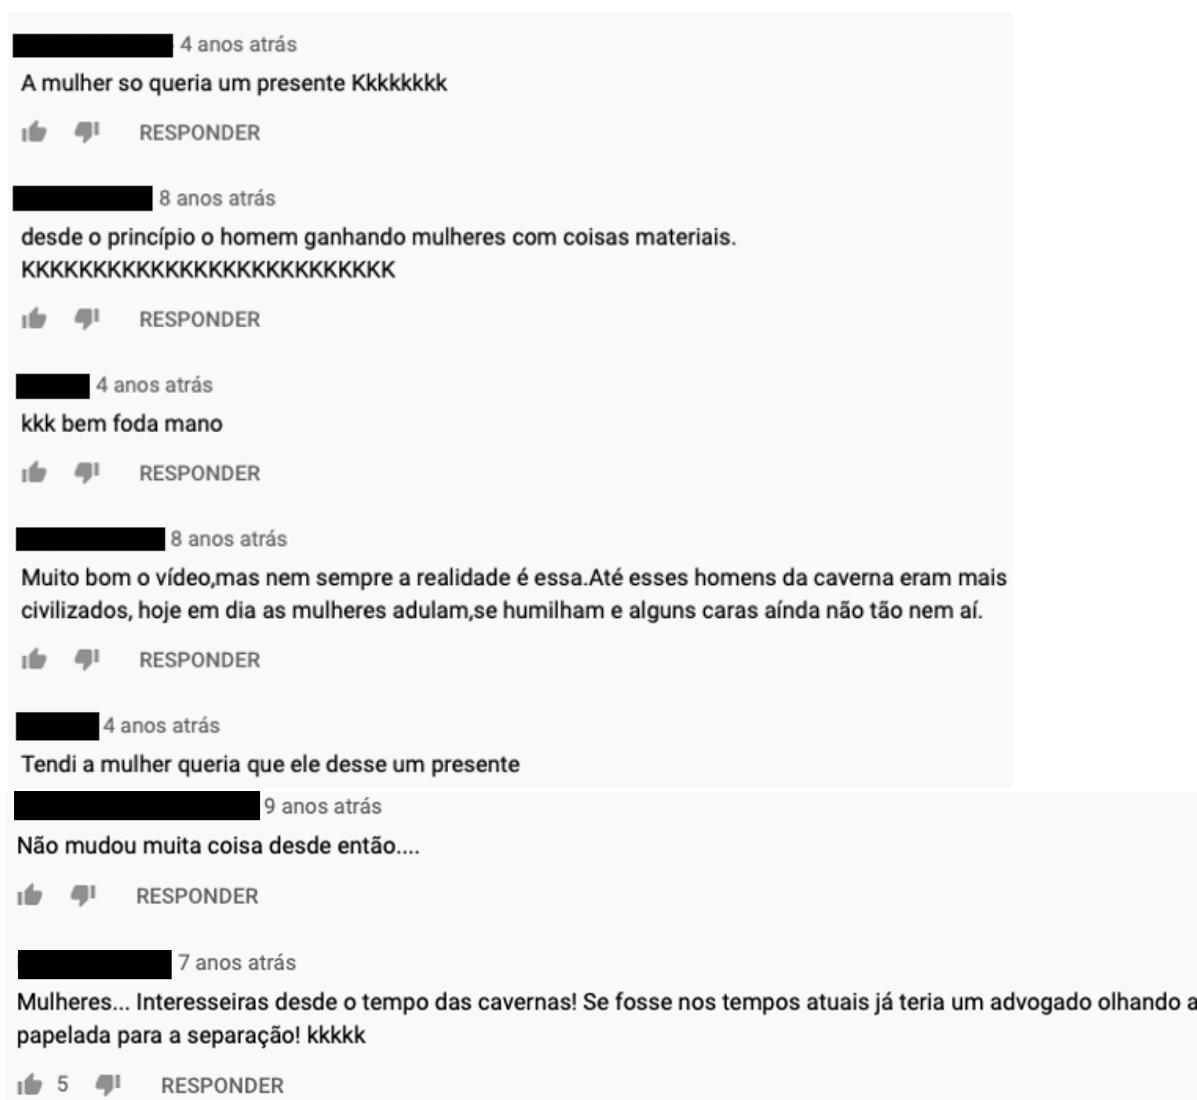 4 anos atrás
A mulher so queria um presente Kkkkkkkk
RESPONDER
8 anos atrás
desde o princípio o homem ganhando mulheres com coisas materiais.
KKKKKKKKKKKKKKKKKKKKKKKKKK
RESPONDER
4 anos atrás
kkk bem foda mano
RESPONDER
8 anos atrás
Muito bom o vídeo,mas nem sempre a realidade é essa.Até esses homens da caverna eram mais
civilizados, hoje em dia as mulheres adulam,se humilham e alguns caras aínda não tão nem aí.
RESPONDER
4 anos atrás
Tendi a mulher queria que ele desse um presente
9 anos atrás
Não mudou muita coisa desde então....
RESPONDER
7 anos atrás
Mulheres... Interesseiras desde o tempo das cavernas! Se fosse nos tempos atuais já teria um advogado olhando a
papelada para a separação! kkkkk
5 RESPONDER